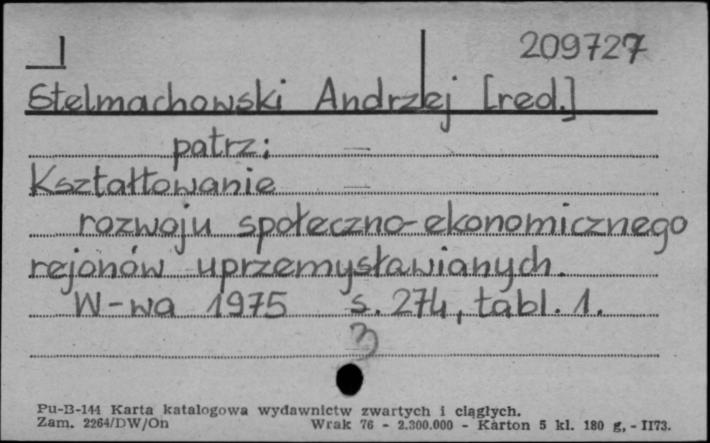 209727
Stelmachowski Andrzej [red.]
patrz:
Kształtowanie
rozwoju społeczno-ekonomicznego
rejonów uprzemysławianych.
W-wa 1975 s. 274, tabl. 1.
3
Pu-B-144 Karta katalogowa wydawnictw zwartych i ciągłych.
Zam. 2264/DW/On Wrak 76 - 2.300.000 - Karton 5 kl. 180 g, - II73.